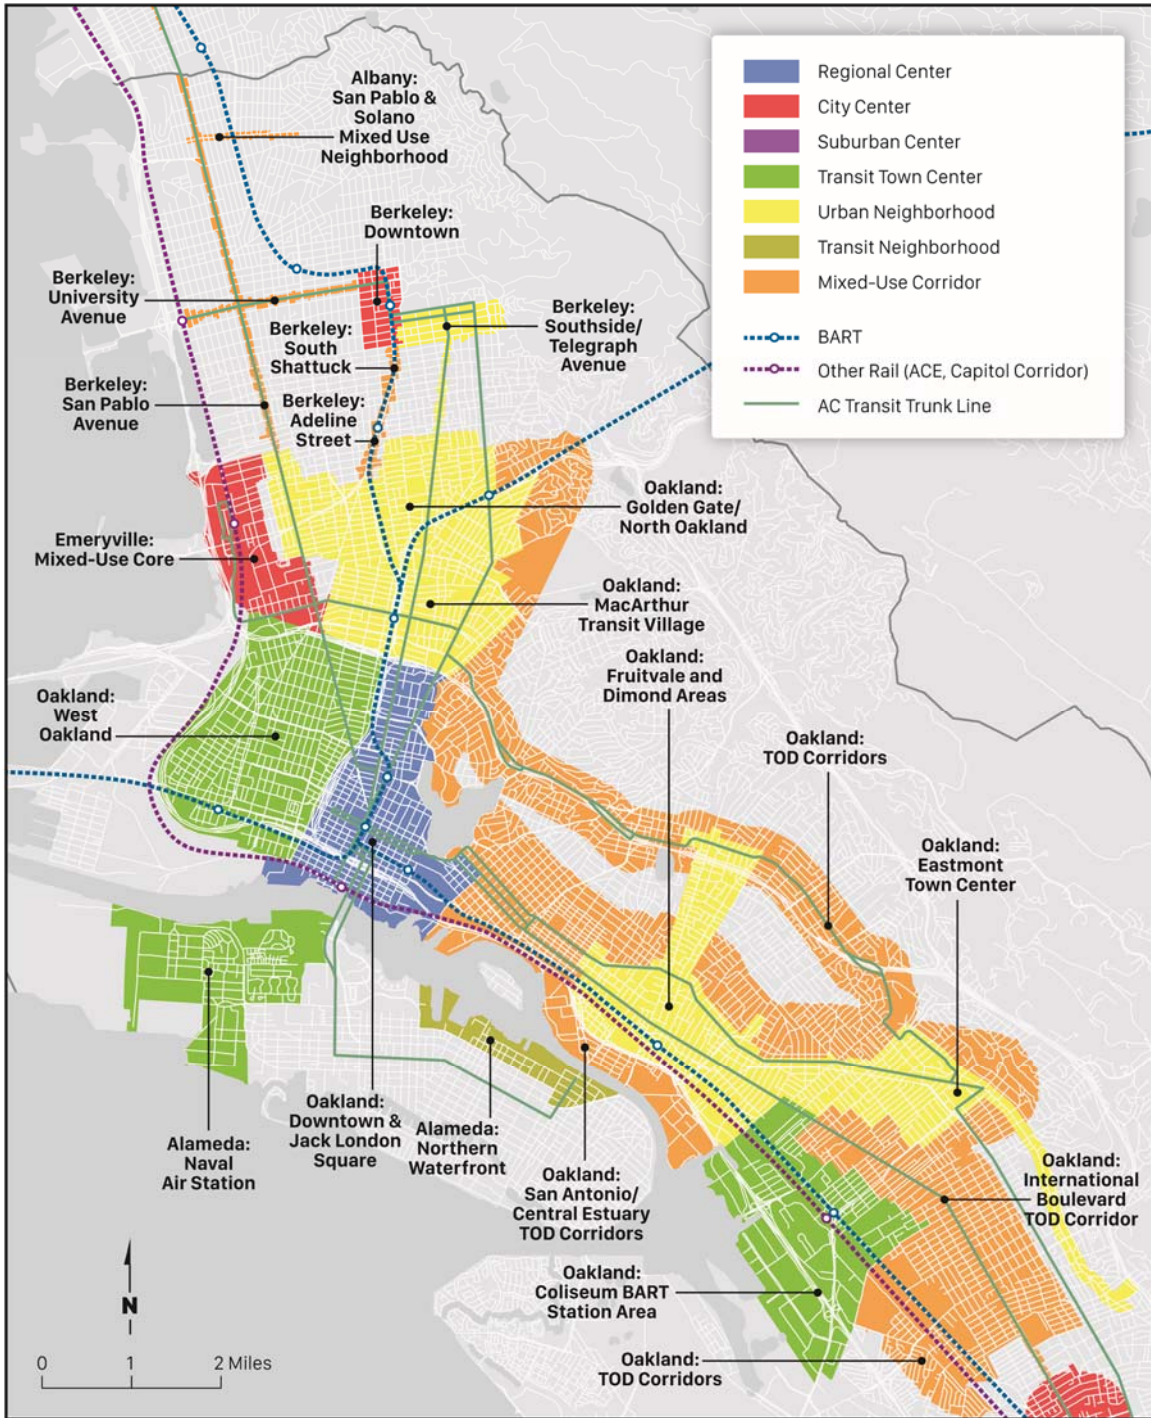 Regional Center
City Center
Suburban Center
Transit Town Center
Urban Neighborhood
Transit Neighborhood
Mixed-Use Corridor
BART
Other Rail (ACE, Capitol Corridor)
AC Transit Trunk Line
Albany:
San Pablo &
Solano
Mixed Use
Neighborhood
Berkeley:
Downtown
Berkeley:
University
Avenue
Berkeley:
South
Shattuck
Berkeley:
Southside/
Telegraph
Avenue
Berkeley:
San Pablo
Avenue
Berkeley:
Adeline
Street
Oakland:
Golden Gate/
North Oakland
Emeryville:
Mixed-Use Core
Oakland:
MacArthur
Transit Village
Oakland:
Fruitvale and
Dimond Areas
Oakland:
West
Oakland
Oakland:
TOD Corridors
Oakland:
Eastmont
Town Center
Alameda:
Naval
Air Station
Oakland:
Downtown &
Jack London
Square
Alameda:
Northern
Waterfront
Oakland:
San Antonio/
Central Estuary
TOD Corridors
Oakland:
International
Boulevard
TOD Corridor
Oakland:
Coliseum BART
Station Area
Oakland:
TOD Corridors
N
0 1 2 Miles